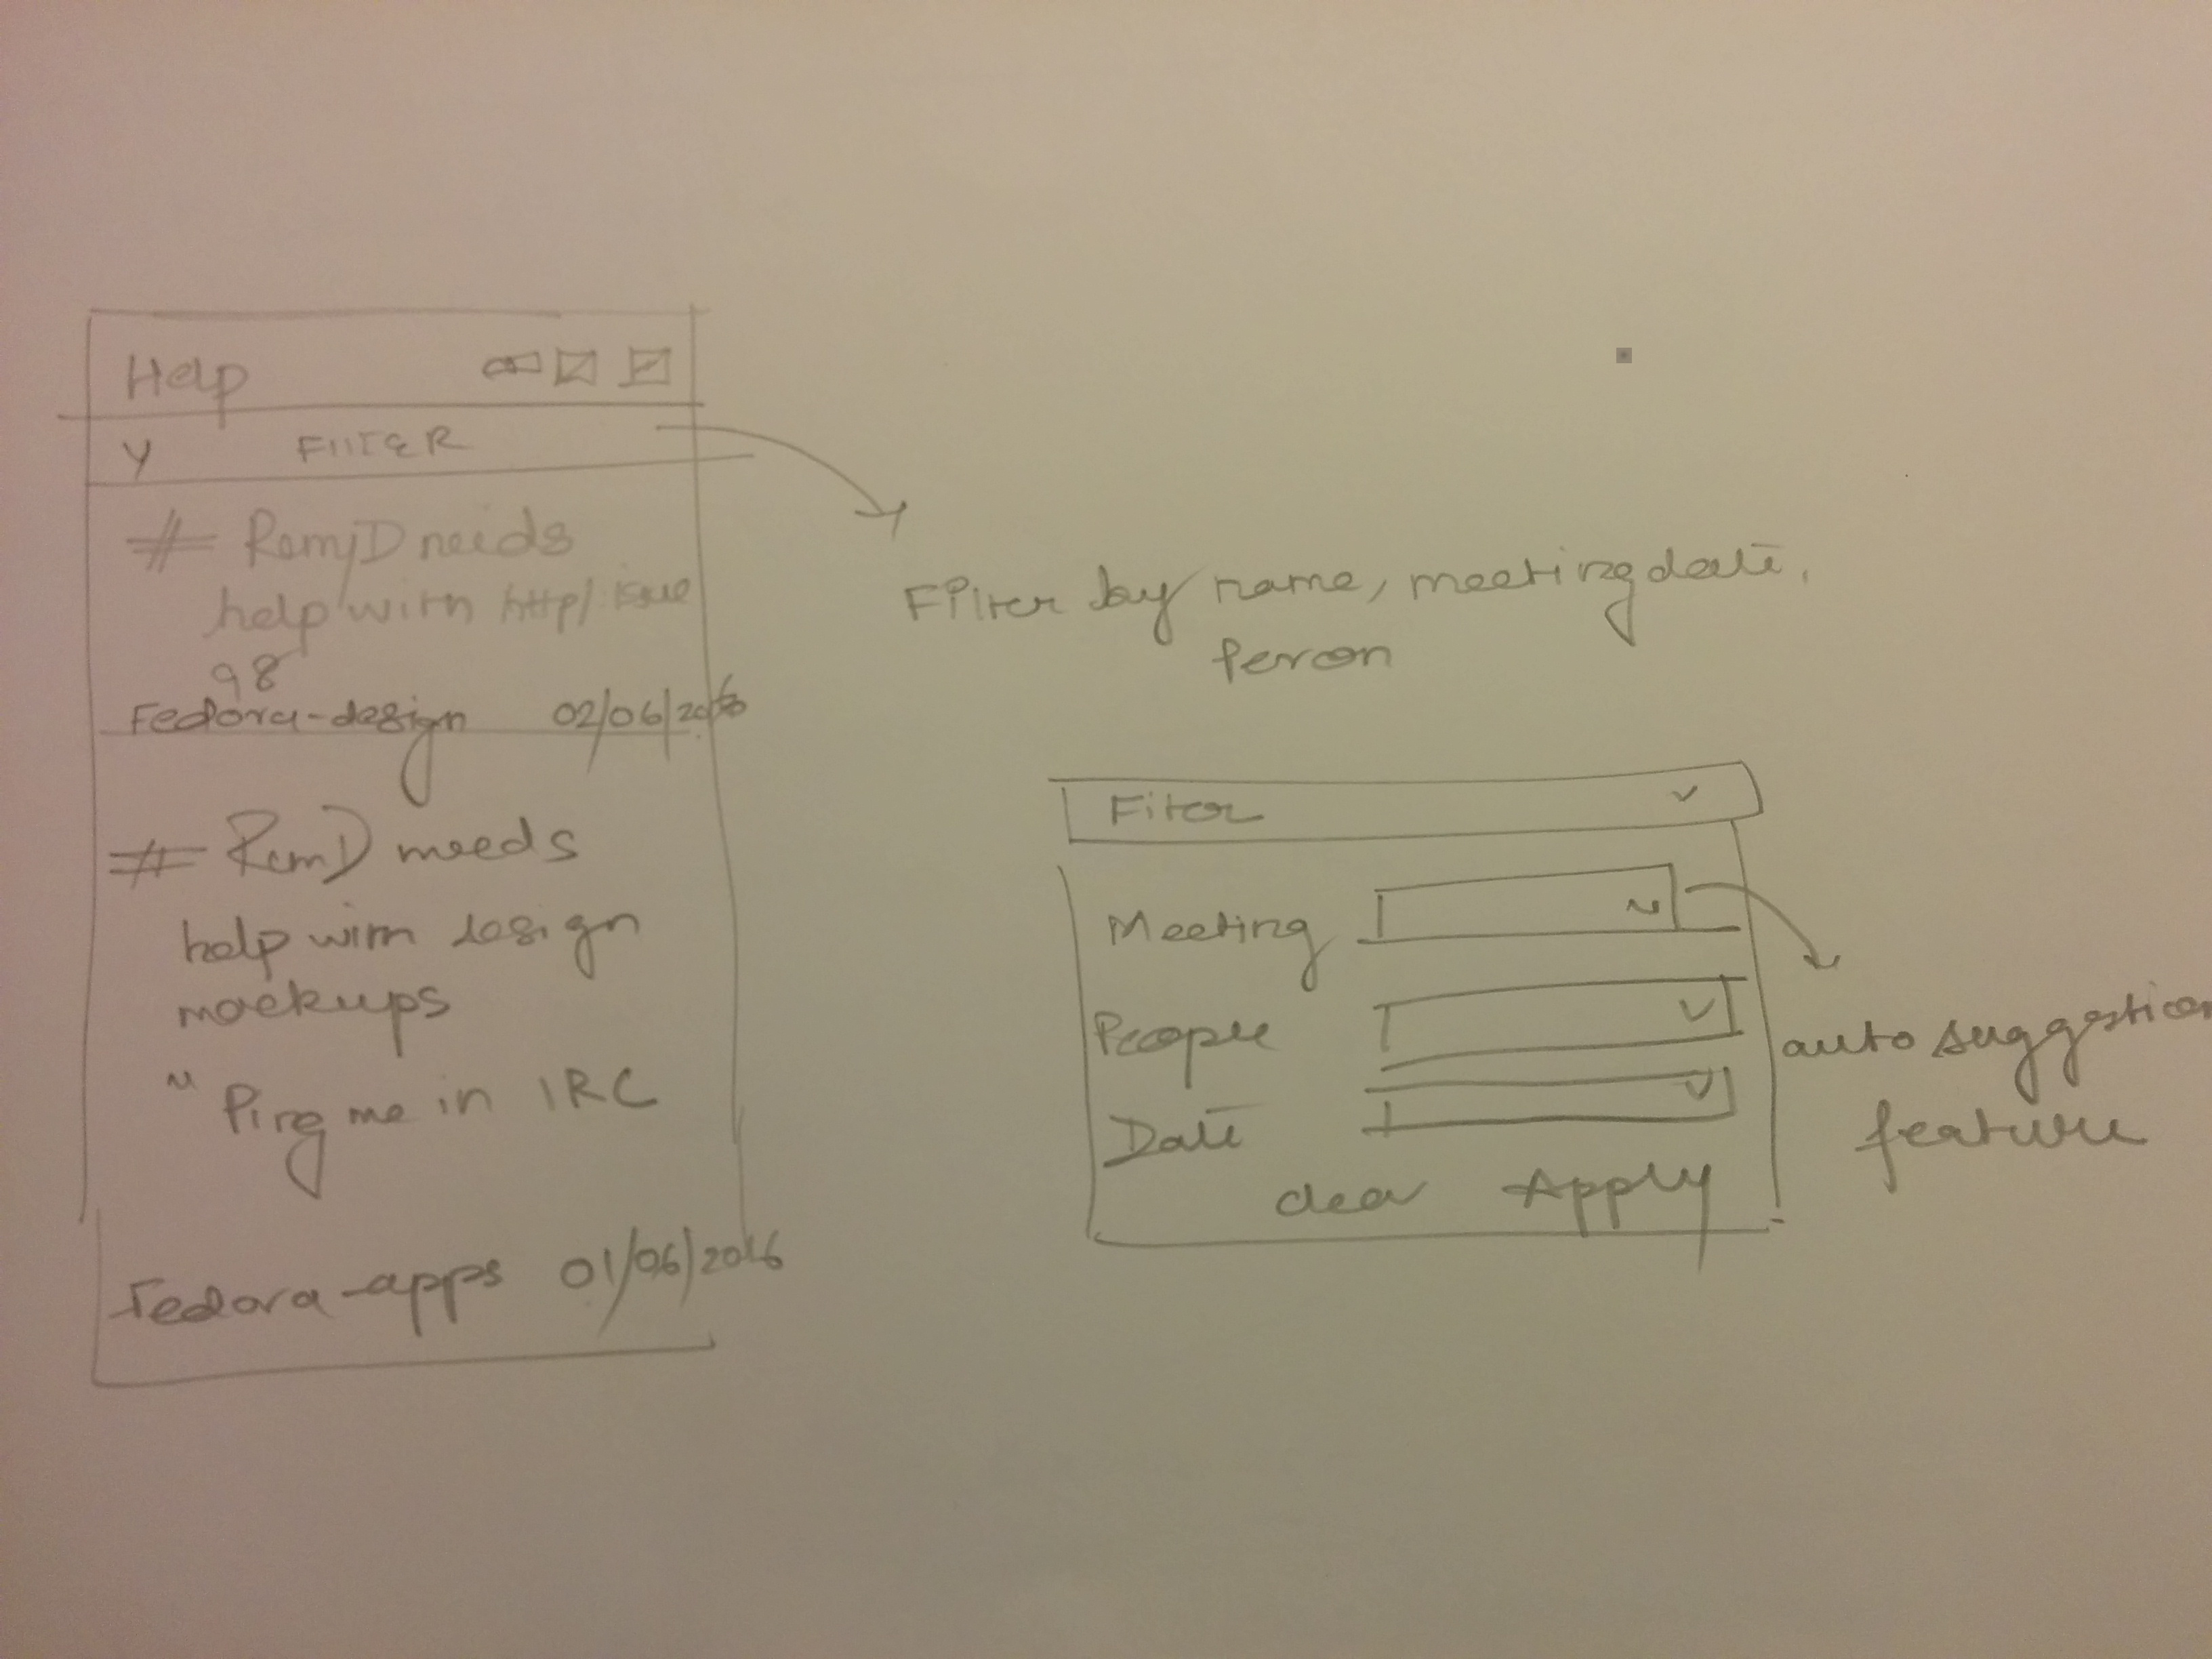 Help
Y FIlTER
# RemyD needs
help with http/ issue
98
Fedora-design 02/06/2016
# RemD needs
help with design
mockups
" Ping me in IRC
Fedora-apps 01/06/2016
Filter by name, meeting date,
Person
Fiter
Meeting
People
Date
clear Apply
auto suggestion
feature